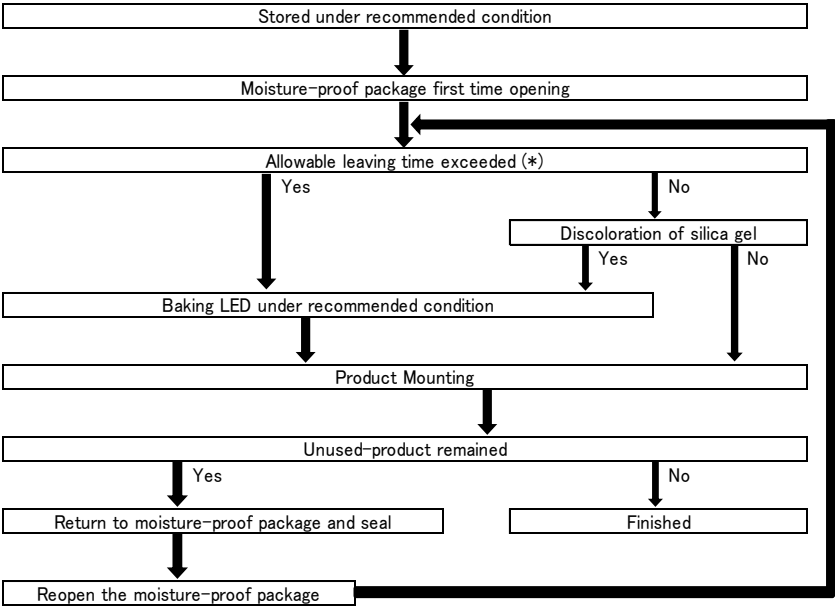 Stored under recommended condition
Moisture-proof package first time opening
Allowable leaving time exceeded (*)
Yes
No
Discoloration of silica gel
Yes
No
Baking LED under recommended condition
Product Mounting
Unused-product remained
Yes
No
Return to moisture-proof package and seal
Finished
Reopen the moisture-proof package